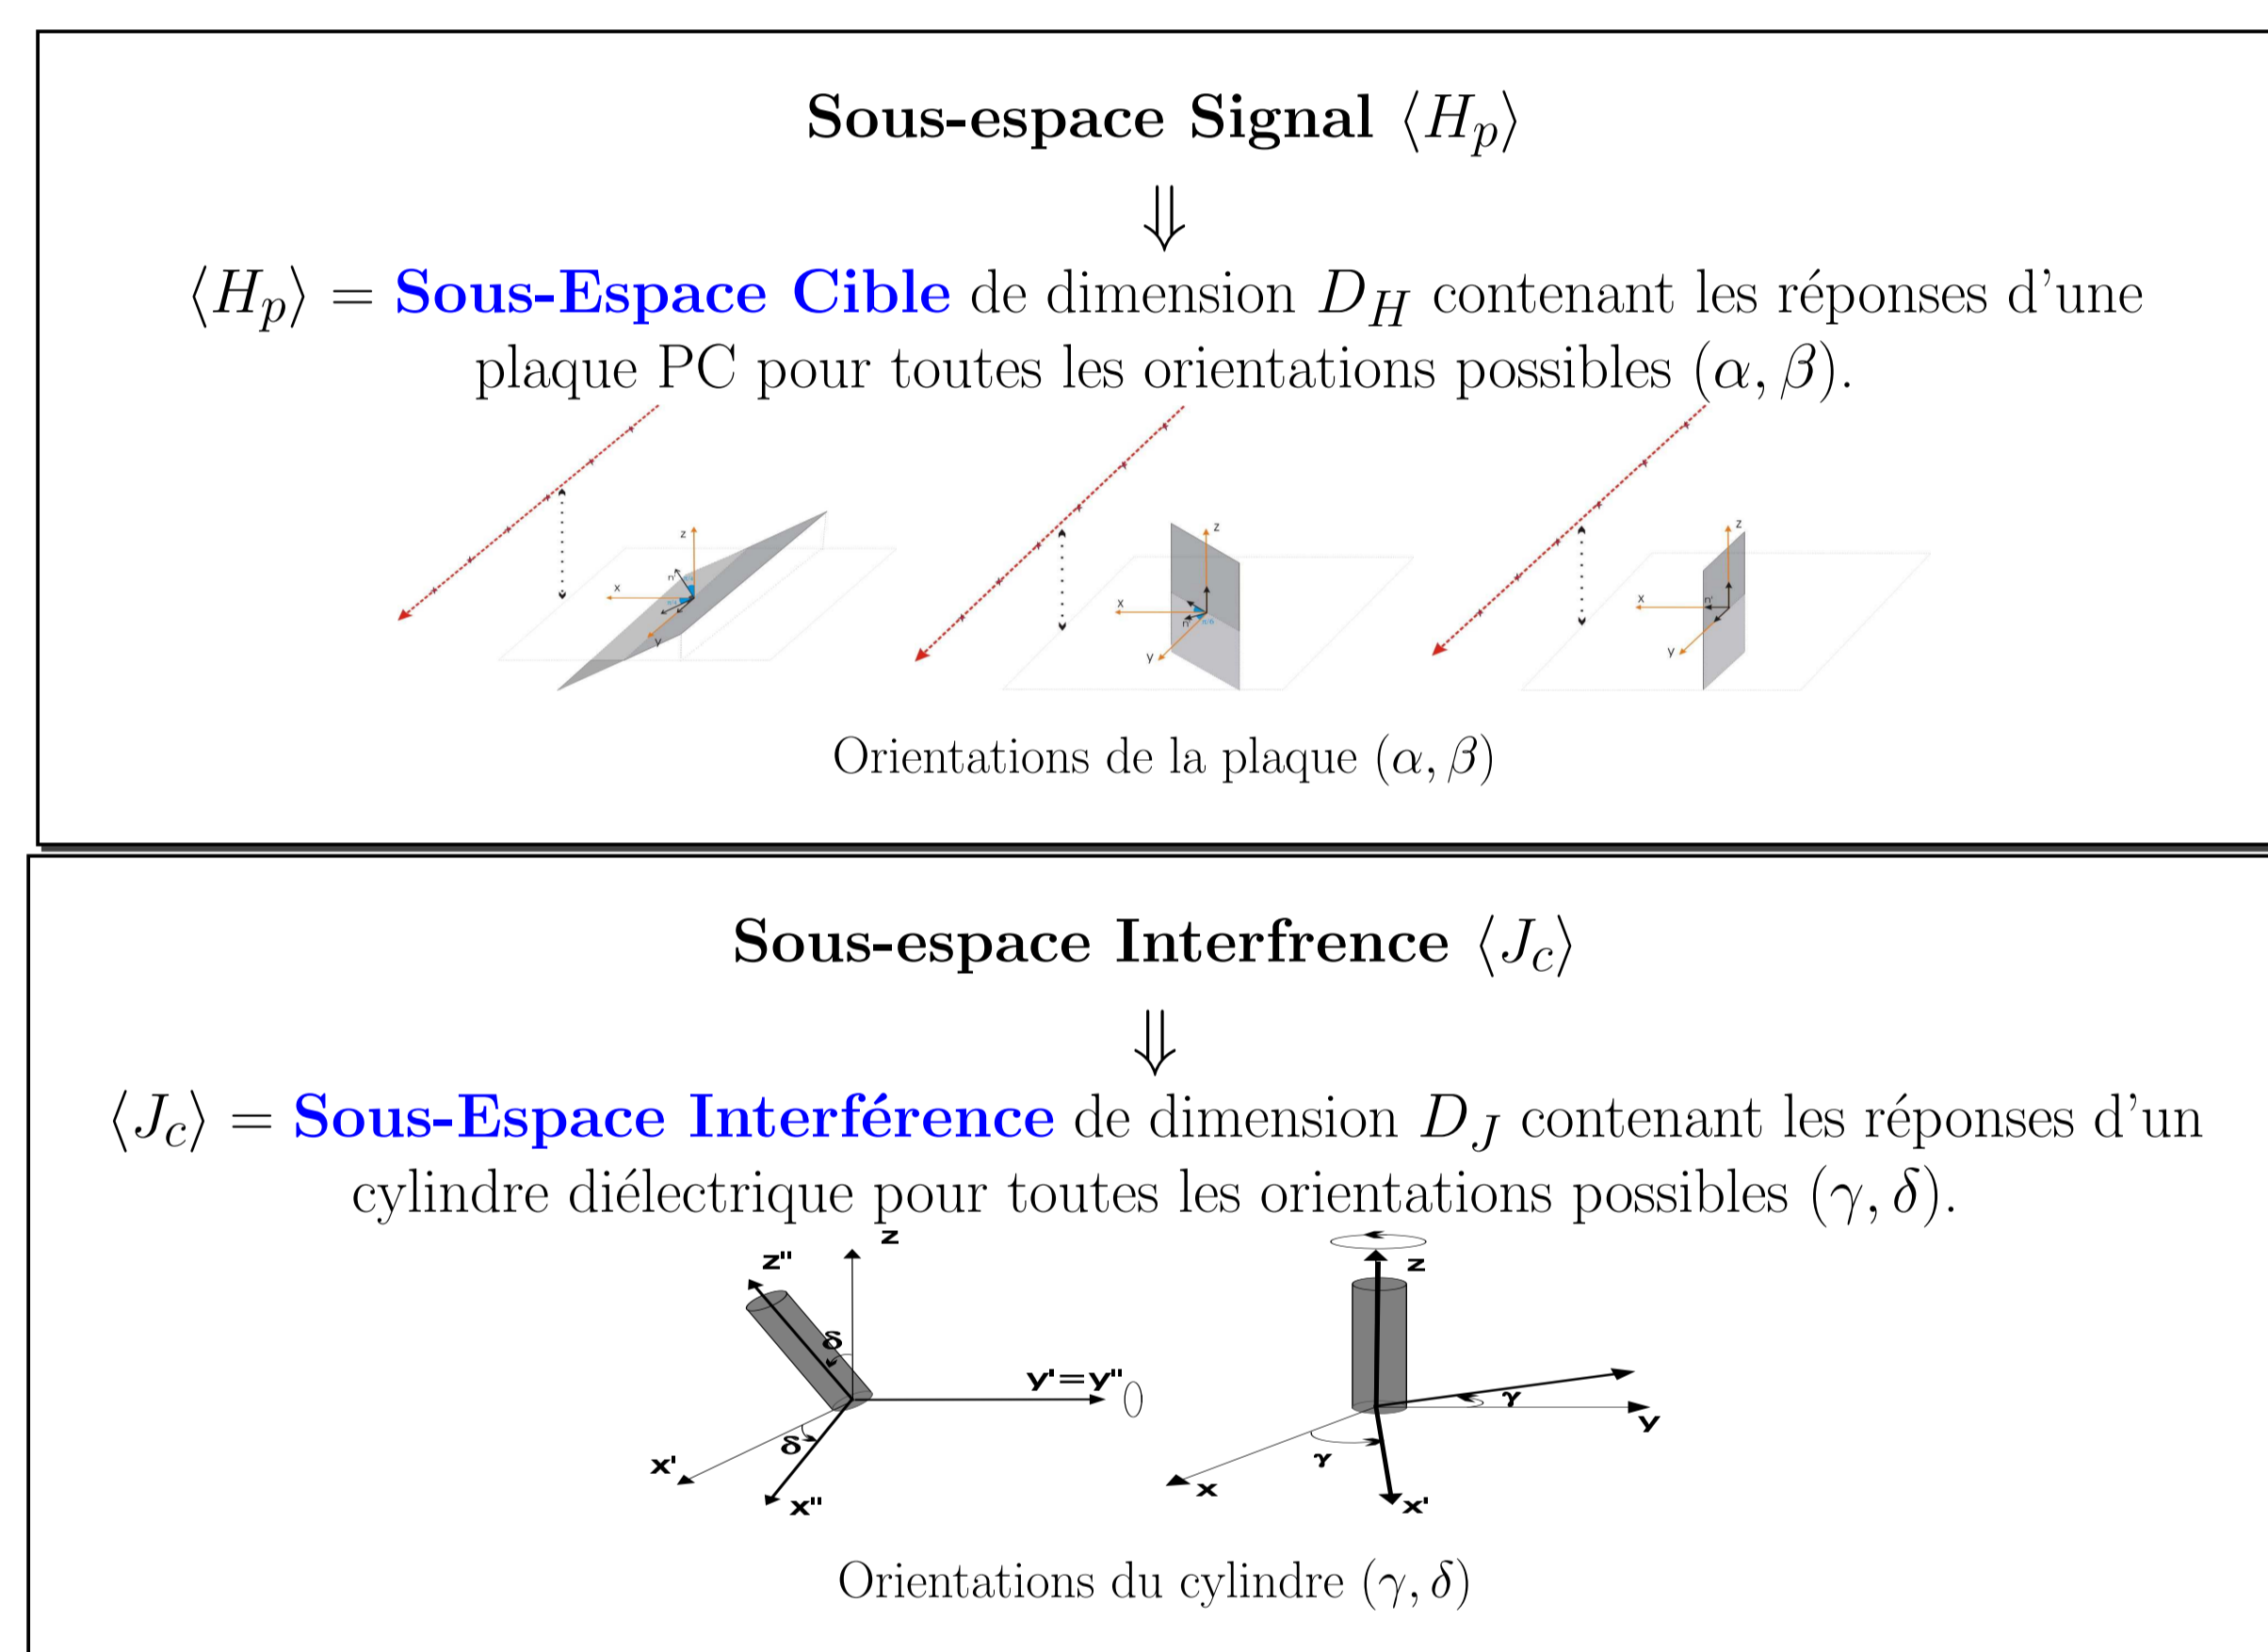 Sous-espace Signal ⟨H_p⟩
⇓
⟨H_p⟩ = Sous-Espace Cible de dimension D_H contenant les réponses d'une
plaque PC pour toutes les orientations possibles (α, β).
z x y n'
z x y n' π/6
z x y n'
Orientations de la plaque (α, β)
Sous-espace Interfrence ⟨J_c⟩
⇓
⟨J_c⟩ = Sous-Espace Interférence de dimension D_J contenant les réponses d'un
cylindre diélectrique pour toutes les orientations possibles (γ, δ).
z'' z δ y'=y'' δ x' x''
z γ y γ x x'
Orientations du cylindre (γ, δ)